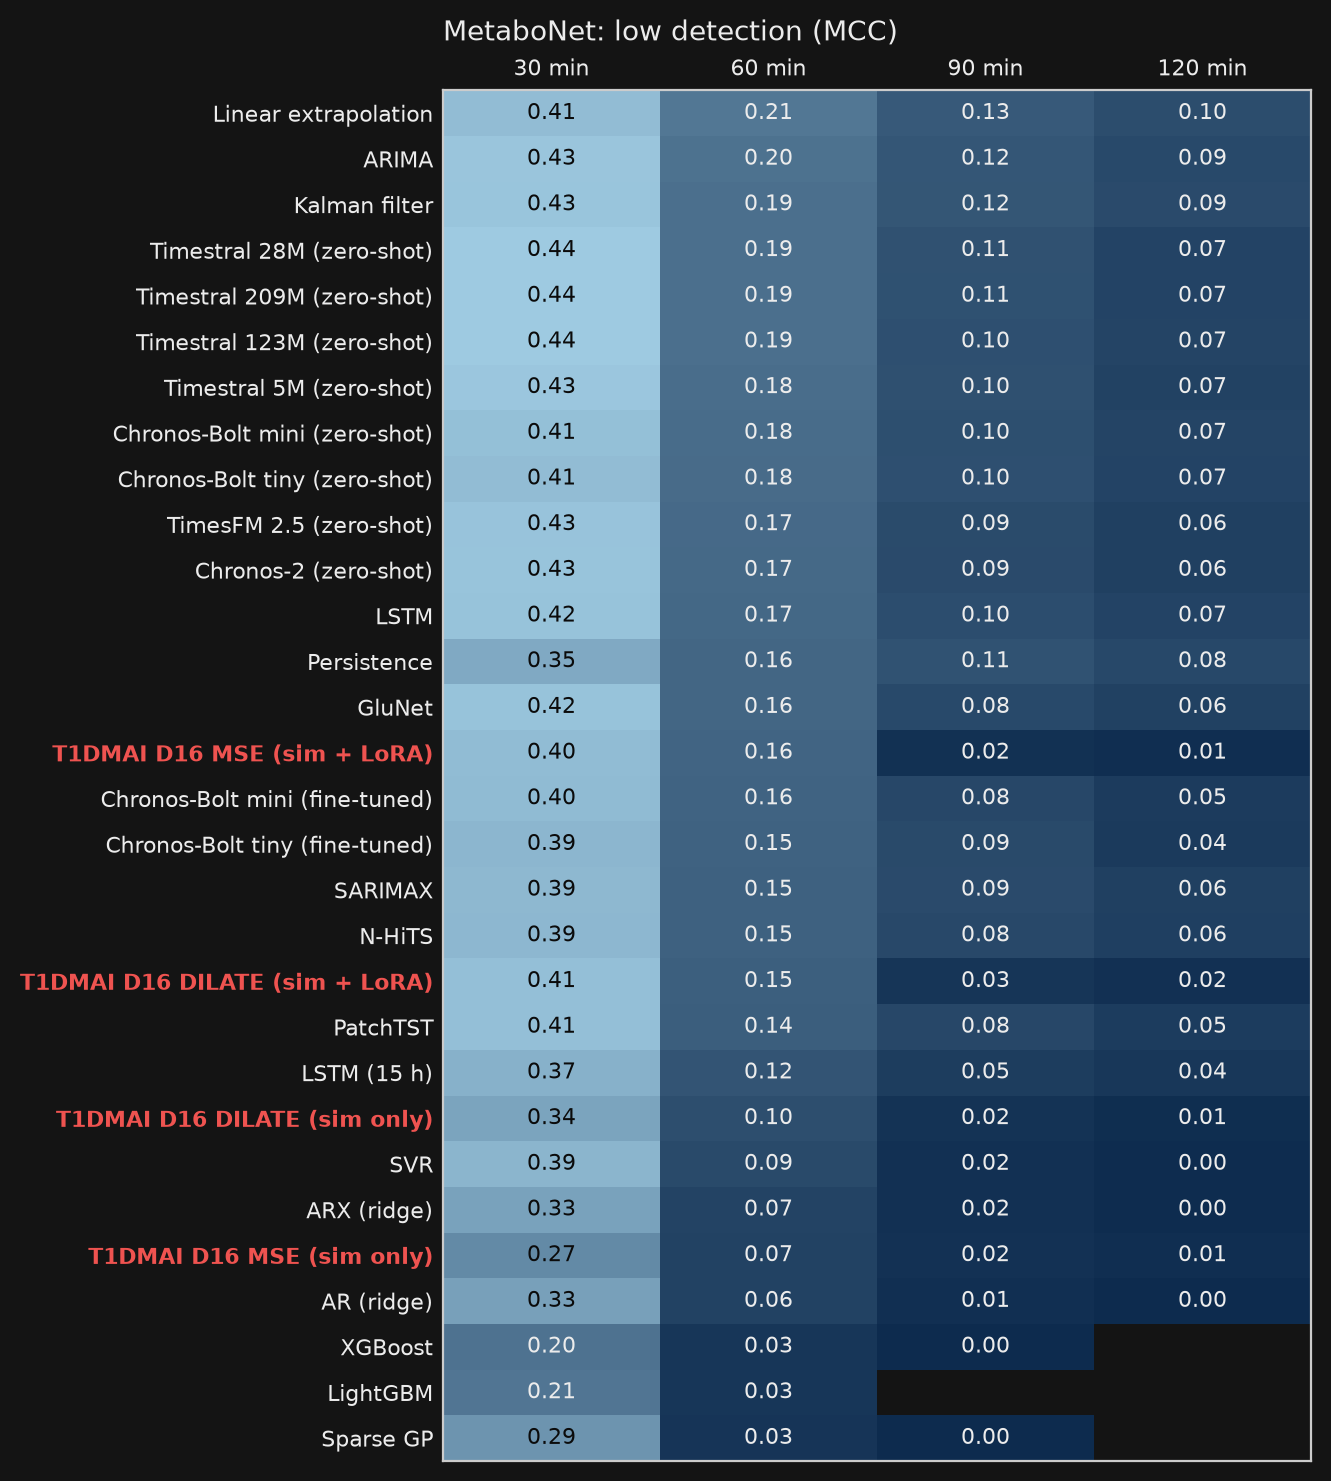 MetaboNet: low detection (MCC)
30 min 60 min 90 min 120 min
Linear extrapolation 0.41 0.21 0.13 0.10
ARIMA 0.43 0.20 0.12 0.09
Kalman filter 0.43 0.19 0.12 0.09
Timestral 28M (zero-shot) 0.44 0.19 0.11 0.07
Timestral 209M (zero-shot) 0.44 0.19 0.11 0.07
Timestral 123M (zero-shot) 0.44 0.19 0.10 0.07
Timestral 5M (zero-shot) 0.43 0.18 0.10 0.07
Chronos-Bolt mini (zero-shot) 0.41 0.18 0.10 0.07
Chronos-Bolt tiny (zero-shot) 0.41 0.18 0.10 0.07
TimesFM 2.5 (zero-shot) 0.43 0.17 0.09 0.06
Chronos-2 (zero-shot) 0.43 0.17 0.09 0.06
LSTM 0.42 0.17 0.10 0.07
Persistence 0.35 0.16 0.11 0.08
GluNet 0.42 0.16 0.08 0.06
T1DMAI D16 MSE (sim + LoRA) 0.40 0.16 0.02 0.01
Chronos-Bolt mini (fine-tuned) 0.40 0.16 0.08 0.05
Chronos-Bolt tiny (fine-tuned) 0.39 0.15 0.09 0.04
SARIMAX 0.39 0.15 0.09 0.06
N-HiTS 0.39 0.15 0.08 0.06
T1DMAI D16 DILATE (sim + LoRA) 0.41 0.15 0.03 0.02
PatchTST 0.41 0.14 0.08 0.05
LSTM (15 h) 0.37 0.12 0.05 0.04
T1DMAI D16 DILATE (sim only) 0.34 0.10 0.02 0.01
SVR 0.39 0.09 0.02 0.00
ARX (ridge) 0.33 0.07 0.02 0.00
T1DMAI D16 MSE (sim only) 0.27 0.07 0.02 0.01
AR (ridge) 0.33 0.06 0.01 0.00
XGBoost 0.20 0.03 0.00
LightGBM 0.21 0.03
Sparse GP 0.29 0.03 0.00